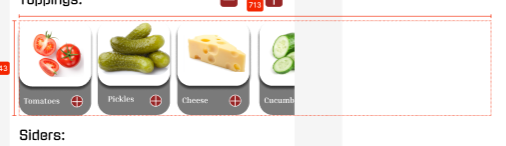 Toppings:
713
43
Tomatoes
Pickles
Cheese
Cucumb
Siders: